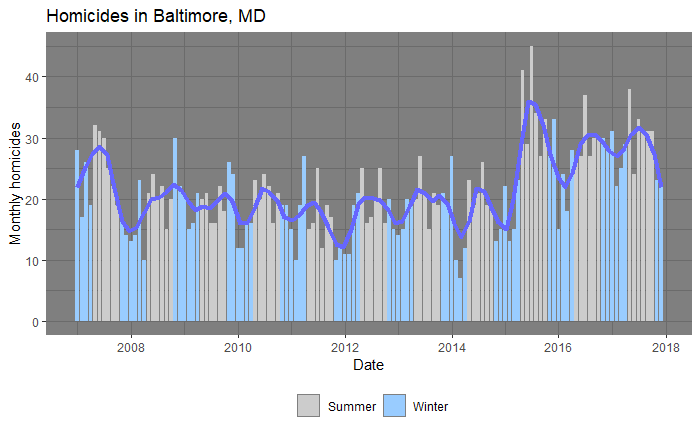 Homicides in Baltimore, MD
Monthly homicides
40
30
20
10
0
2008 2010 2012 2014 2016 2018
Date
Summer Winter